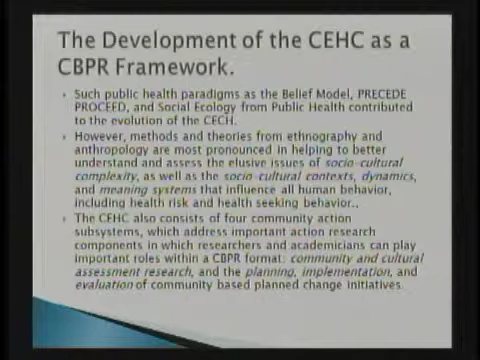 The Development of the CEHC as a
CBPR Framework.
Such public health paradigms as the Belief Model, PRECEDE
PROCEED, and Social Ecology from Public Health contributed
to the evolution of the CECH.
However, methods and theories from ethnography and
anthropology are most pronounced in helping to better
understand and assess the elusive issues of socio-cultural
complexity, as well as the socio-cultural contexts, dynamics,
and meaning systems that influence all human behavior,
including health risk and health seeking behavior..
The CEHC also consists of four community action
subsystems, which address important action research
components in which researchers and academicians can play
important roles within a CBPR format: community and cultural
assessment research, and the planning, implementation, and
evaluation of community based planned change initiatives.